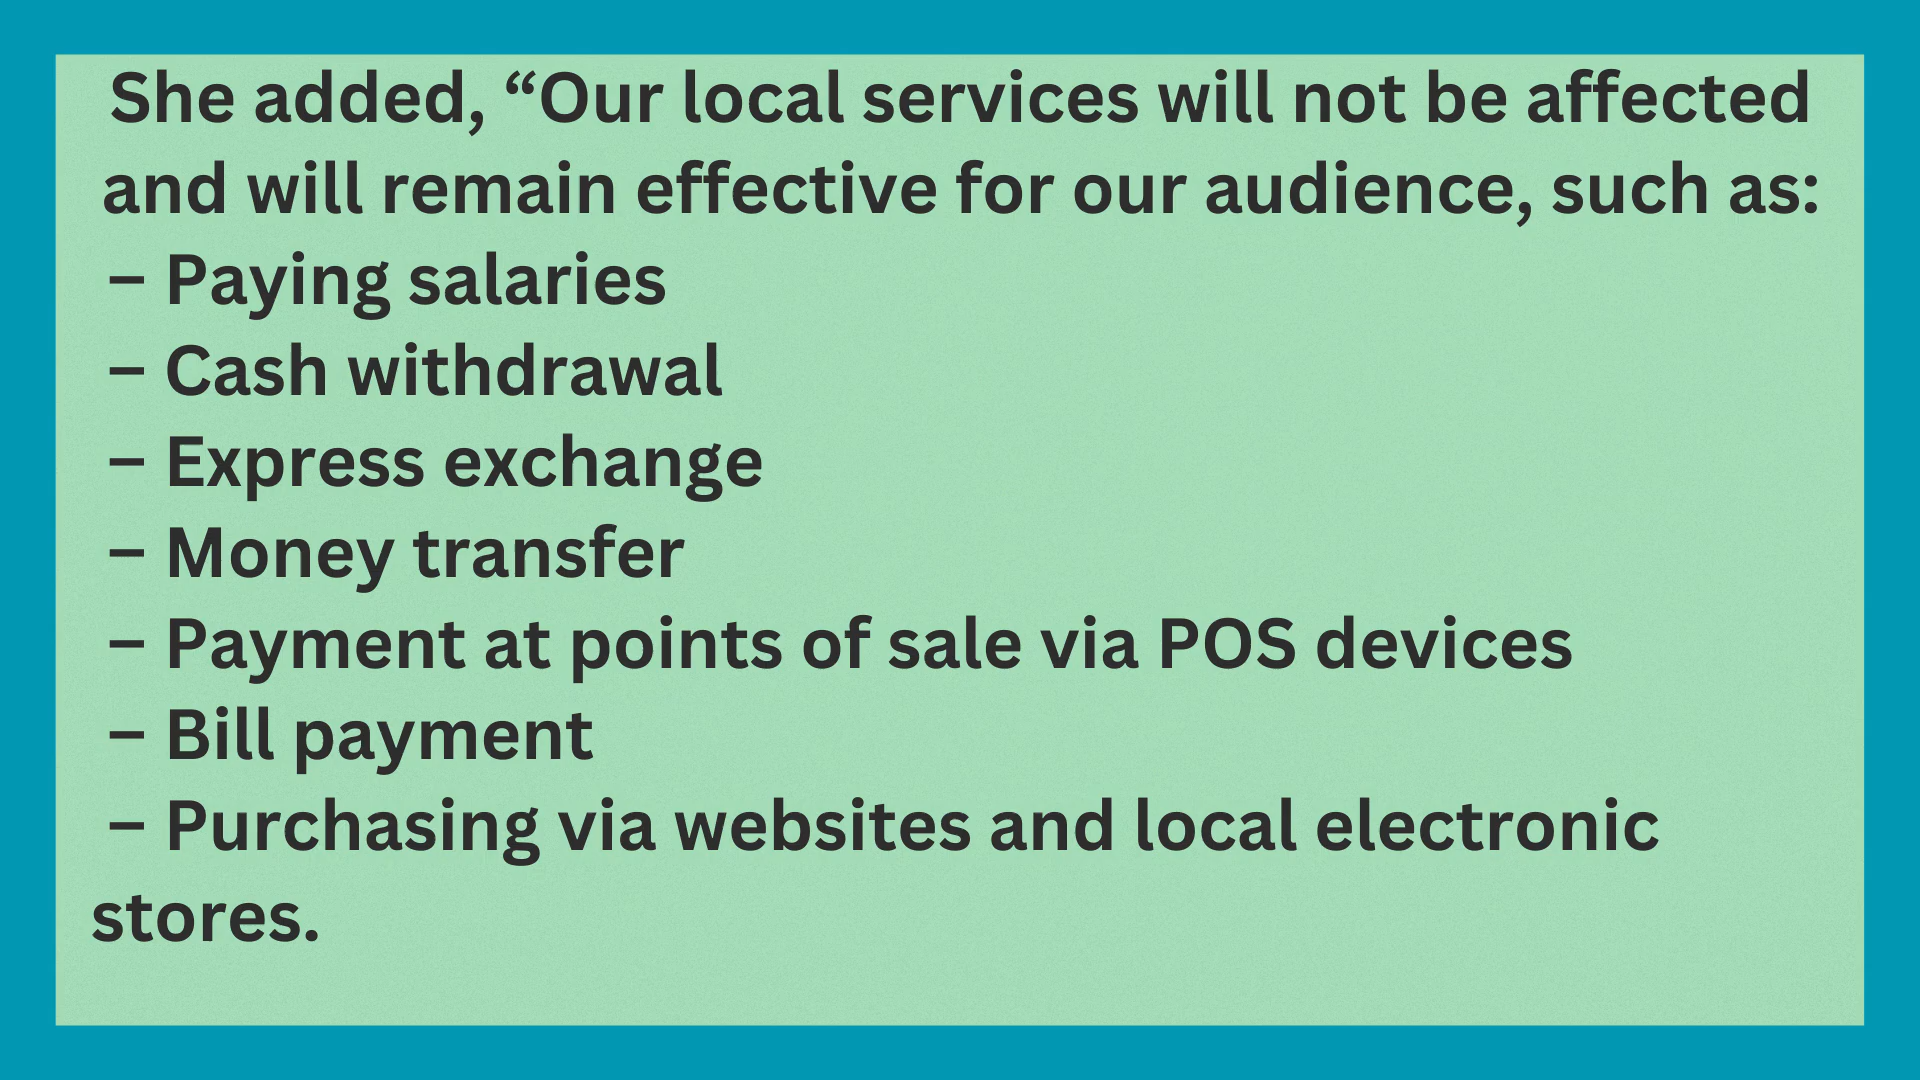 She added, “Our local services will not be affected
and will remain effective for our audience, such as:
– Paying salaries
– Cash withdrawal
– Express exchange
– Money transfer
– Payment at points of sale via POS devices
– Bill payment
– Purchasing via websites and local electronic
stores.